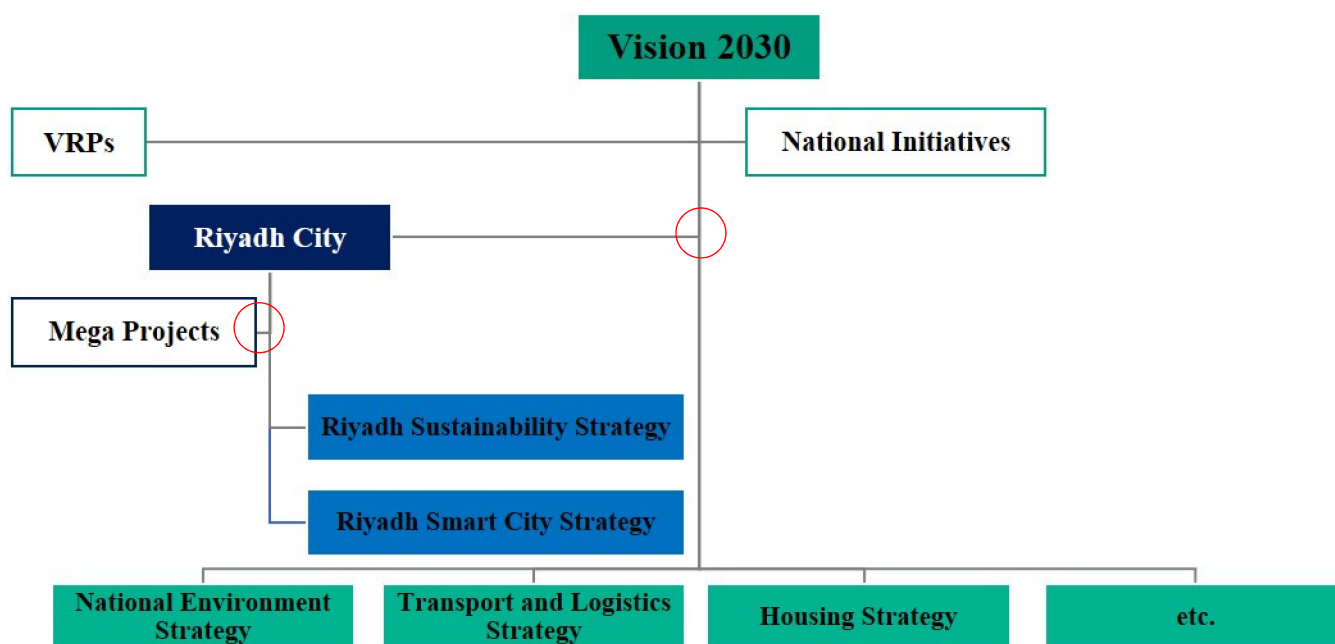 Vision 2030
VRPs
National Initiatives
Riyadh City
Mega Projects
Riyadh Sustainability Strategy
Riyadh Smart City Strategy
National Environment
Strategy
Transport and Logistics
Strategy
Housing Strategy
etc.